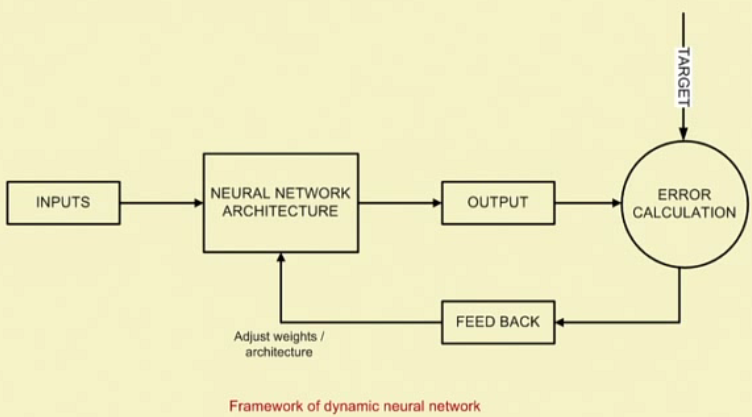 TARGET
INPUTS
NEURAL NETWORK
ARCHITECTURE
OUTPUT
ERROR
CALCULATION
FEED BACK
Adjust weights /
architecture
Framework of dynamic neural network